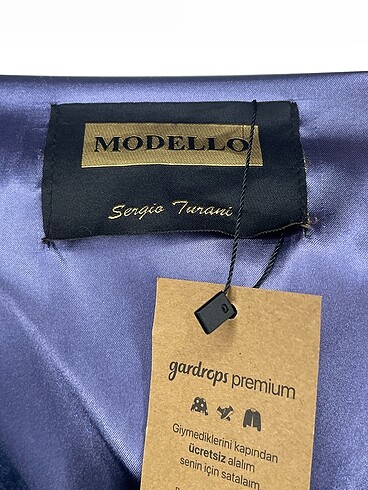 MODELLO
Sergio Turani
gardrops premium
Giymediklerini kapından
ücretsiz alalım
senin için satalım